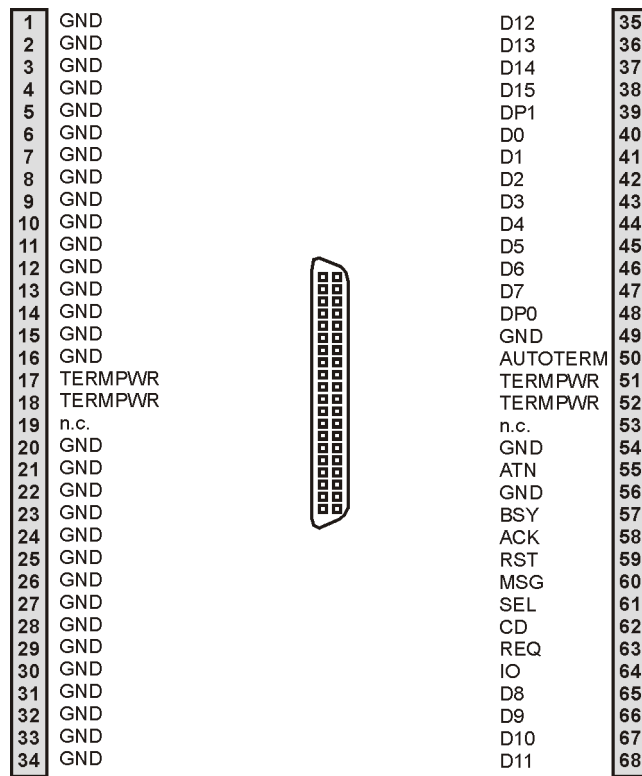 1 GND D12 35
2 GND D13 36
3 GND D14 37
4 GND D15 38
5 GND DP1 39
6 GND D0 40
7 GND D1 41
8 GND D2 42
9 GND D3 43
10 GND D4 44
11 GND D5 45
12 GND D6 46
13 GND D7 47
14 GND DP0 48
15 GND GND 49
16 GND AUTOTERM 50
17 TERMPWR TERMPWR 51
18 TERMPWR TERMPWR 52
19 n.c. n.c. 53
20 GND GND 54
21 GND ATN 55
22 GND GND 56
23 GND BSY 57
24 GND ACK 58
25 GND RST 59
26 GND MSG 60
27 GND SEL 61
28 GND CD 62
29 GND REQ 63
30 GND IO 64
31 GND D8 65
32 GND D9 66
33 GND D10 67
34 GND D11 68